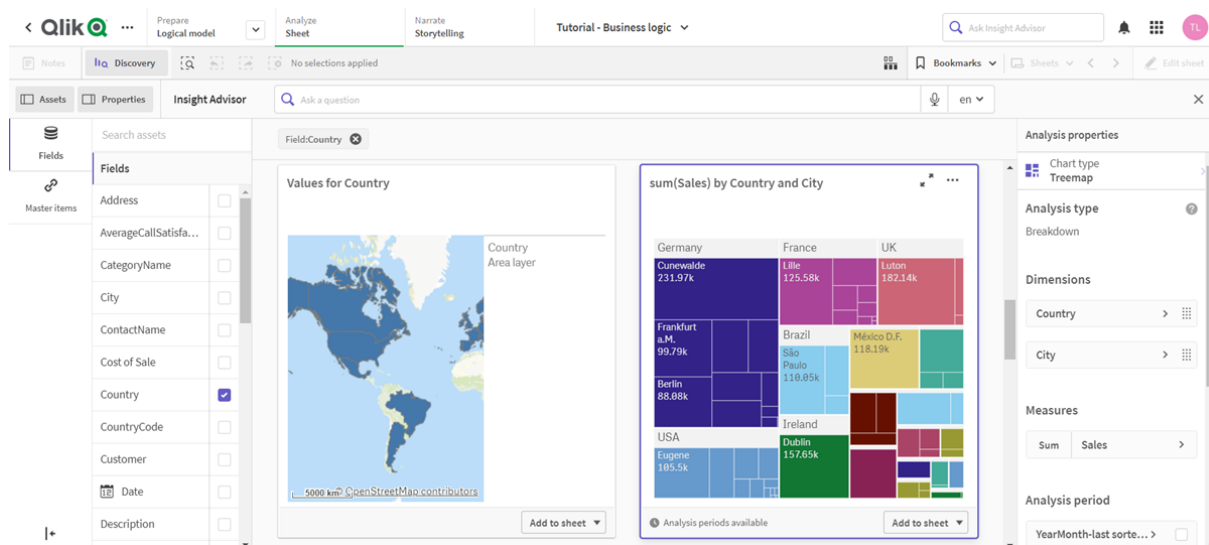 Qlik
Prepare
Logical model
Analyze
Sheet
Narrate
Storytelling
Tutorial - Business logic
Ask Insight Advisor
TL
Notes
Discovery
No selections applied
Bookmarks
Sheets
Edit sheet
Assets
Properties
Insight Advisor
Ask a question
en
Fields
Master items
Search assets
Fields
Address
AverageCallSatisfa...
CategoryName
City
ContactName
Cost of Sale
Country
CountryCode
Customer
Date
Description
Field:Country
Values for Country
Country
Area layer
5000 km
© OpenStreetMap contributors
Add to sheet
sum(Sales) by Country and City
Germany
Cunewalde
231.97k
Frankfurt
a.M.
99.79k
Berlin
88.08k
USA
Eugene
105.5k
France
Lille
125.58k
UK
Luton
182.14k
Brazil
São
Paulo
110.05k
México D.F.
118.19k
Ireland
Dublin
157.65k
Analysis periods available
Add to sheet
Analysis properties
Chart type
Treemap
Analysis type
Breakdown
Dimensions
Country
City
Measures
Sum
Sales
Analysis period
YearMonth-last sorte...